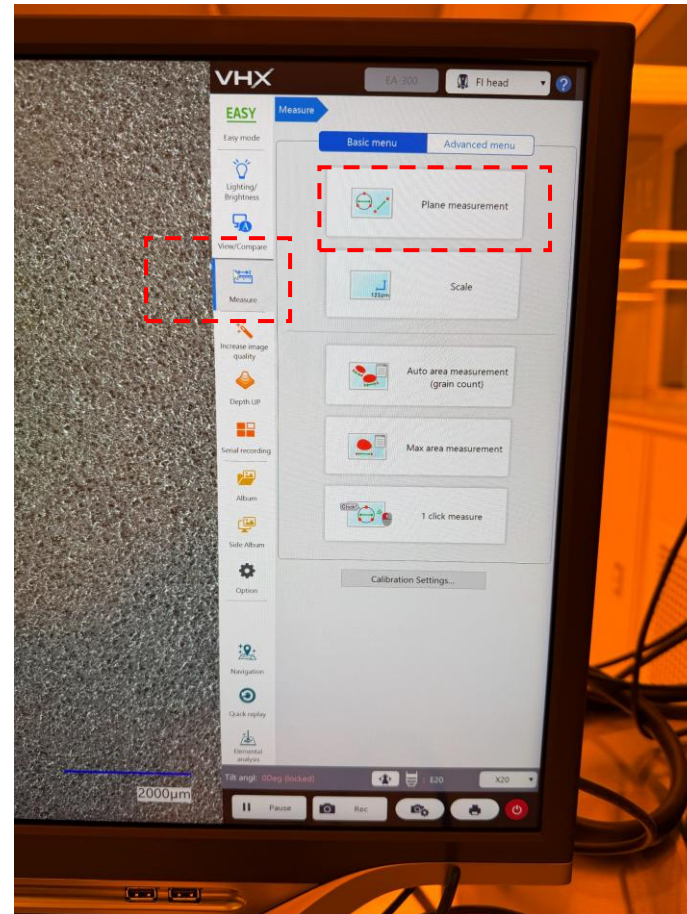 VHX
EA-300
FI head
?
EASY
Easy mode
Measure
Basic menu
Advanced menu
Lighting/
Brightness
Plane measurement
View/Compare
Measure
123μm
Scale
Increase image
quality
Auto area measurement
(grain count)
Depth UP
Serial recording
Max area measurement
Album
Click!
1 click measure
Side Album
Option
Calibration Settings...
Navigation
Quick replay
Elemental
analysis
Tilt angl: 0Deg (locked)
: E20
X20
2000μm
Pause
Rec